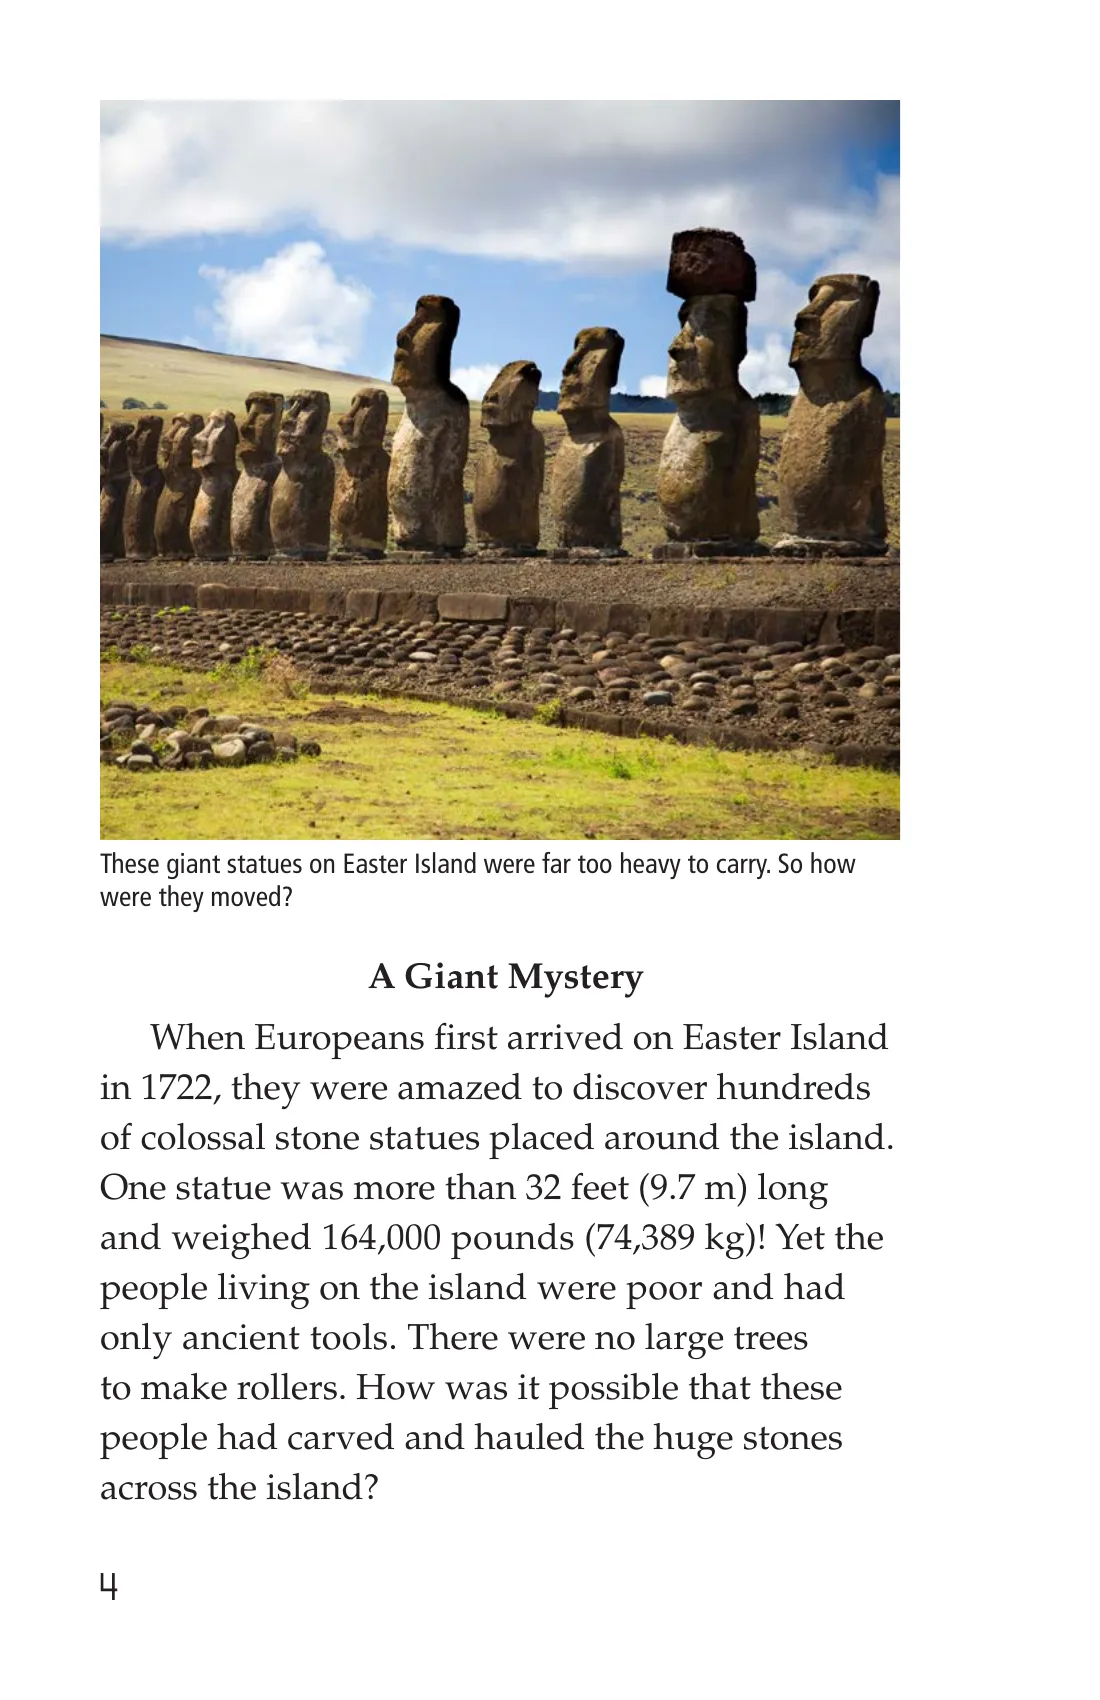 These giant statues on Easter Island were far too heavy to carry. So how
were they moved?
A Giant Mystery
When Europeans first arrived on Easter Island
in 1722, they were amazed to discover hundreds
of colossal stone statues placed around the island.
One statue was more than 32 feet (9.7 m) long
and weighed 164,000 pounds (74,389 kg)! Yet the
people living on the island were poor and had
only ancient tools. There were no large trees
to make rollers. How was it possible that these
people had carved and hauled the huge stones
across the island?
4